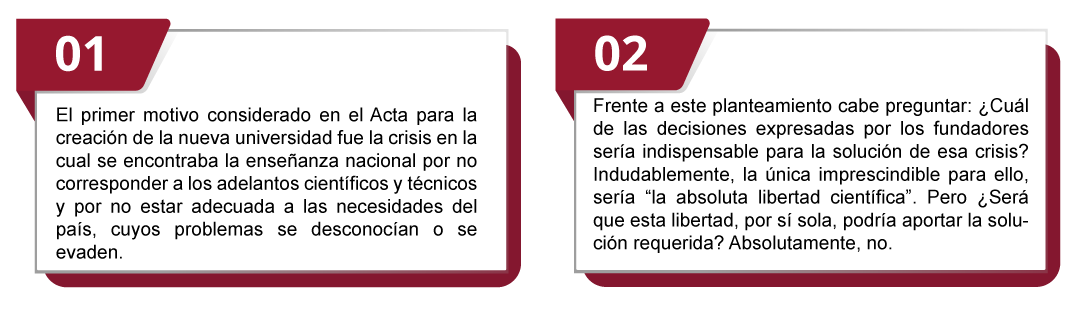 01
El primer motivo considerado en el Acta para la
creación de la nueva universidad fue la crisis en la
cual se encontraba la enseñanza nacional por no
corresponder a los adelantos científicos y técnicos
y por no estar adecuada a las necesidades del
país, cuyos problemas se desconocían o se
evaden.
02
Frente a este planteamiento cabe preguntar: ¿Cuál
de las decisiones expresadas por los fundadores
sería indispensable para la solución de esa crisis?
Indudablemente, la única imprescindible para ello,
sería “la absoluta libertad científica”. Pero ¿Será
que esta libertad, por sí sola, podría aportar la solu-
ción requerida? Absolutamente, no.